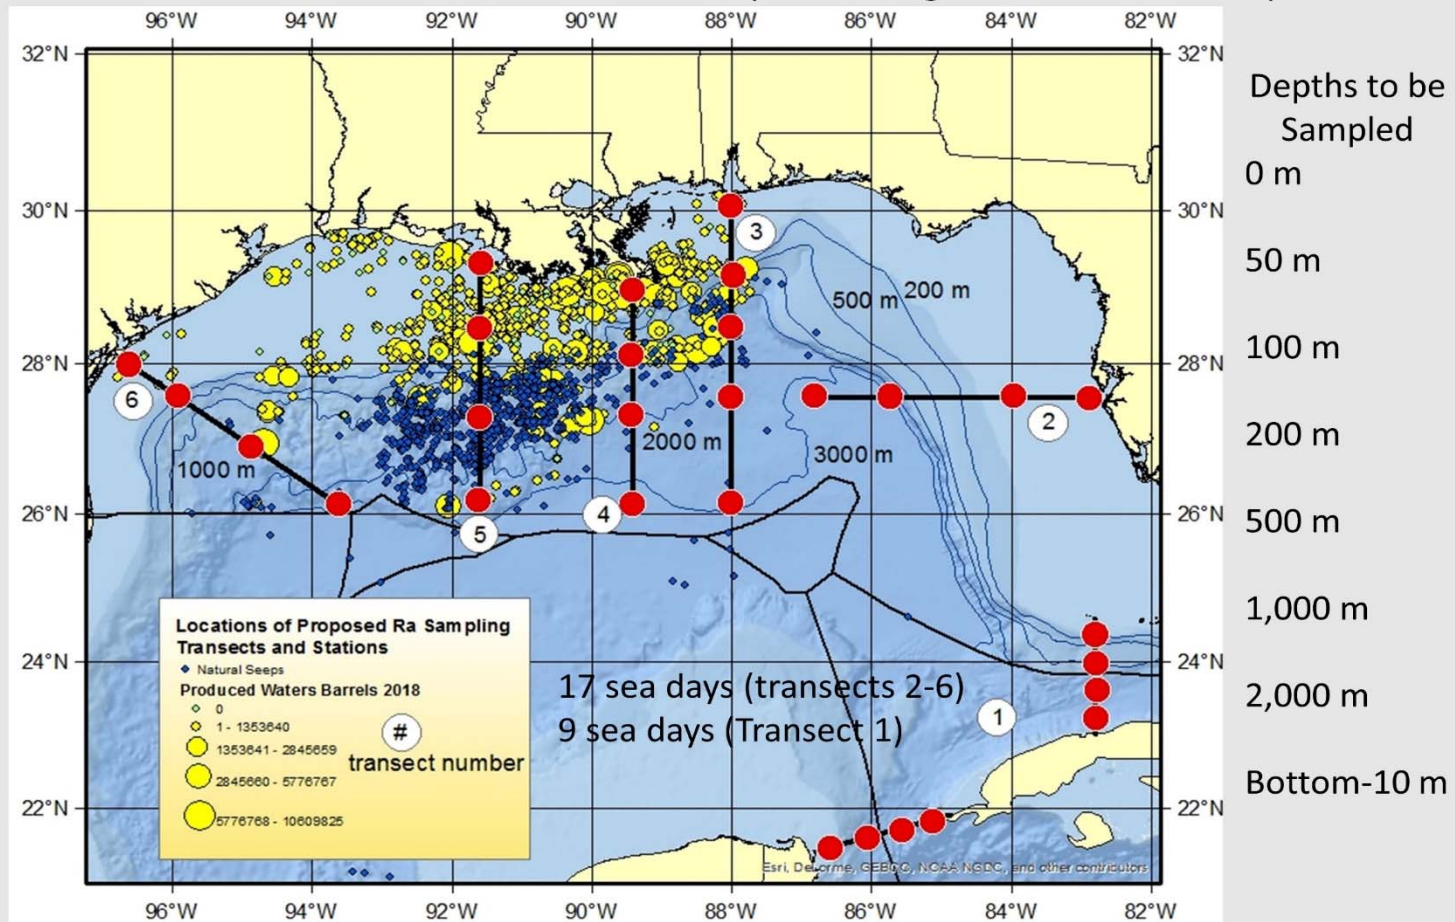 96°W 94°W 92°W 90°W 88°W 86°W 84°W 82°W
32°N 32°N
Depths to be
Sampled
0 m
30°N 30°N
3
50 m
500 m 200 m
28°N 28°N
100 m
6
2
200 m
2000 m
3000 m
1000 m
26°N 4 26°N
500 m
5
Locations of Proposed Ra Sampling
Transects and Stations
Natural Seeps
Produced Waters Barrels 2018
0
1 - 1353640
1353641 - 2845659
2845660 - 5776767
5776768 - 10609825
#
transect number
1,000 m
24°N 24°N
17 sea days (transects 2-6)
9 sea days (Transect 1)
1
2,000 m
Bottom-10 m
22°N 22°N
Esri, DeLorme, GEBCO, NOAA NGDC, and other contributors
96°W 94°W 92°W 90°W 88°W 86°W 84°W 82°W